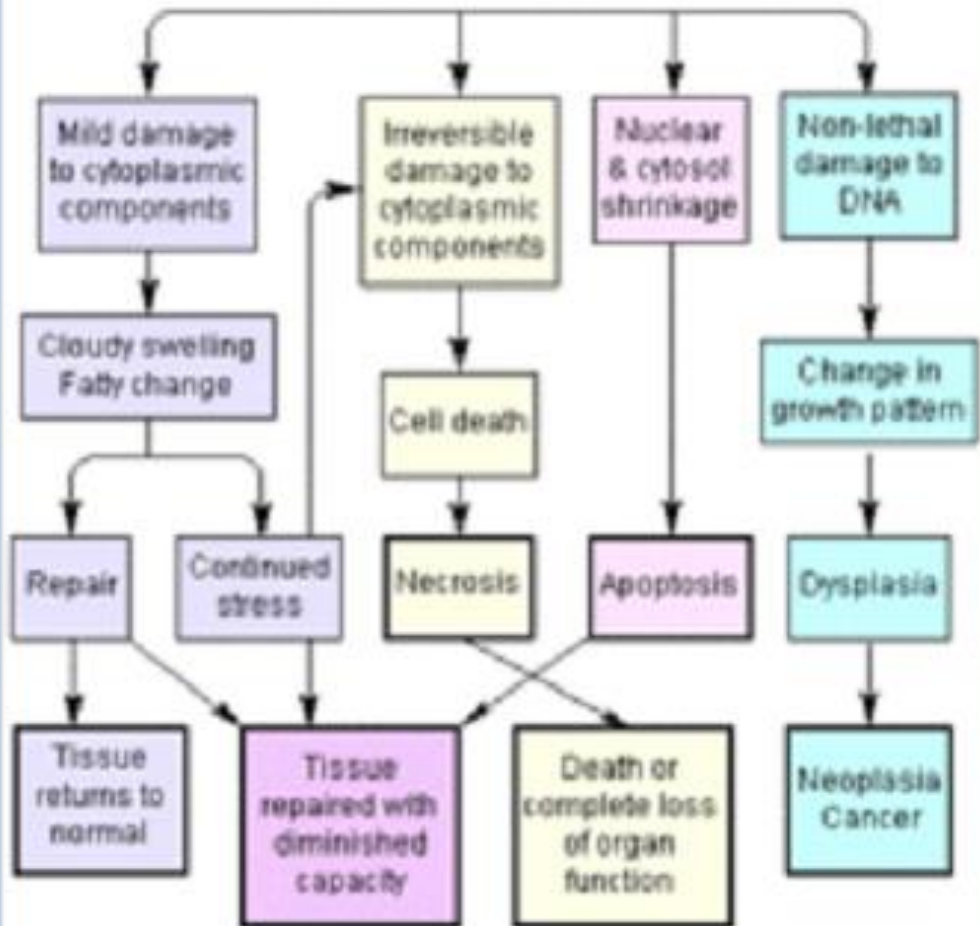 Mild damage
to cytoplasmic
components
Irreversible
damage to
cytoplasmic
components
Nuclear
& cytosol
shrinkage
Non-lethal
damage to
DNA
Cloudy swelling
Fatty change
Cell death
Change in
growth pattern
Repair
Continued
stress
Necrosis
Apoptosis
Dysplasia
Tissue
returns to
normal
Tissue
repaired with
diminished
capacity
Death or
complete loss
of organ
function
Neoplasia
Cancer